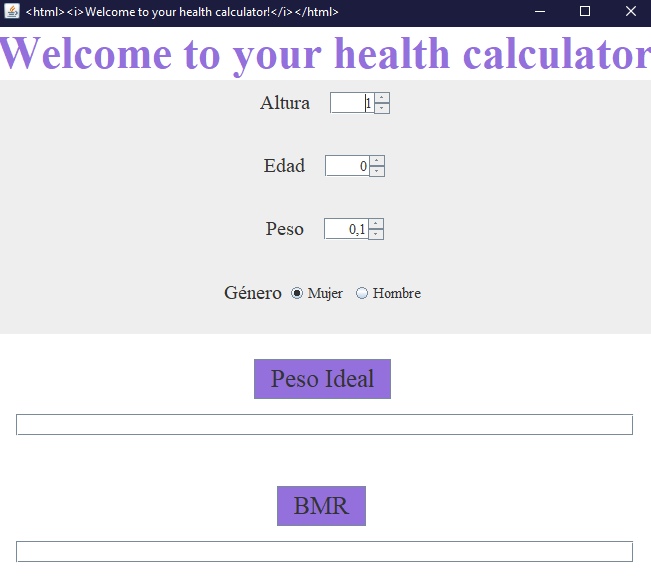 <html><i>Welcome to your health calculator!</i></html>
Welcome to your health calculator
Altura 1
Edad 0
Peso 0,1
Género Mujer Hombre
Peso Ideal
BMR